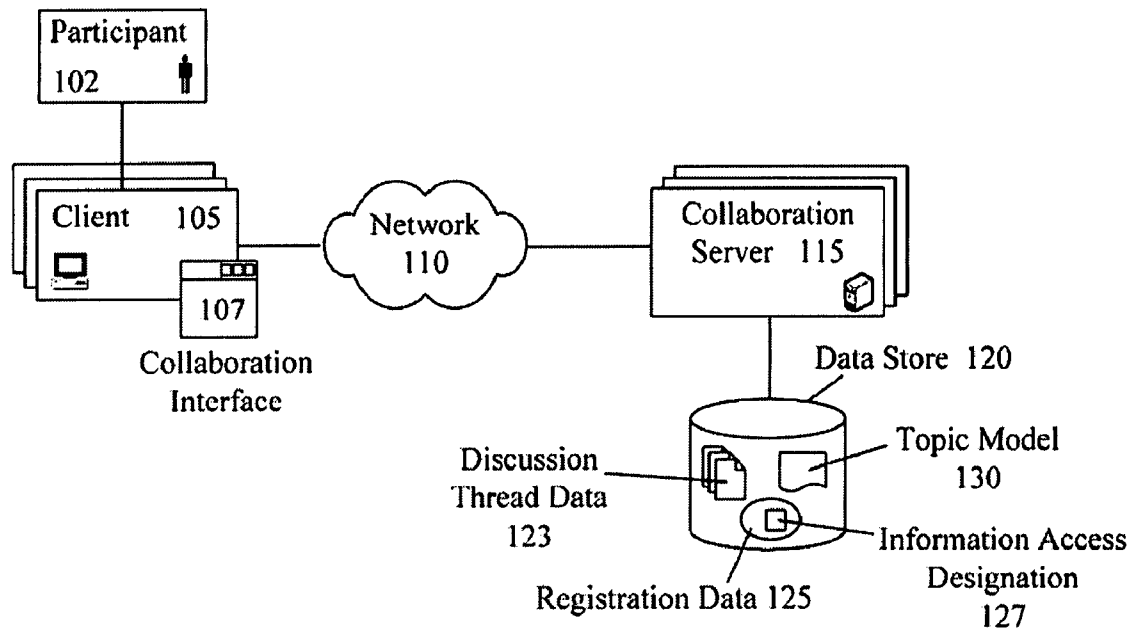 Participant
102
Client 105
107
Collaboration
Interface
Network
110
Collaboration
Server 115
Data Store 120
Discussion
Thread Data
123
Topic Model
130
Registration Data 125
Information Access
Designation
127